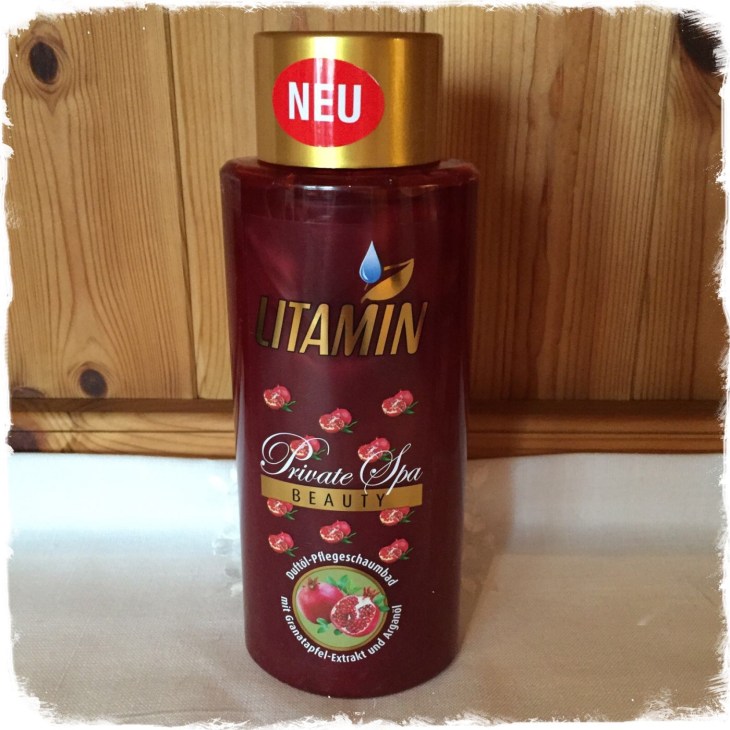 NEU
LITAMIN
Private Spa
BEAUTY
Duftöl-Pflegeschaumbad
mit Granatapfel-Extrakt und Arganöl